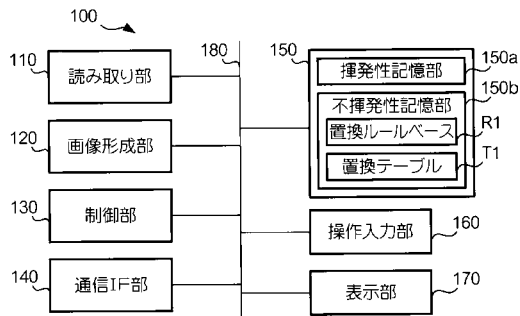 100
110
読み取り部
120
画像形成部
130
制御部
140
通信IF部
180
150
揮発性記憶部
150a
不揮発性記憶部
150b
置換ルールベース
R1
置換テーブル
T1
操作入力部
160
表示部
170